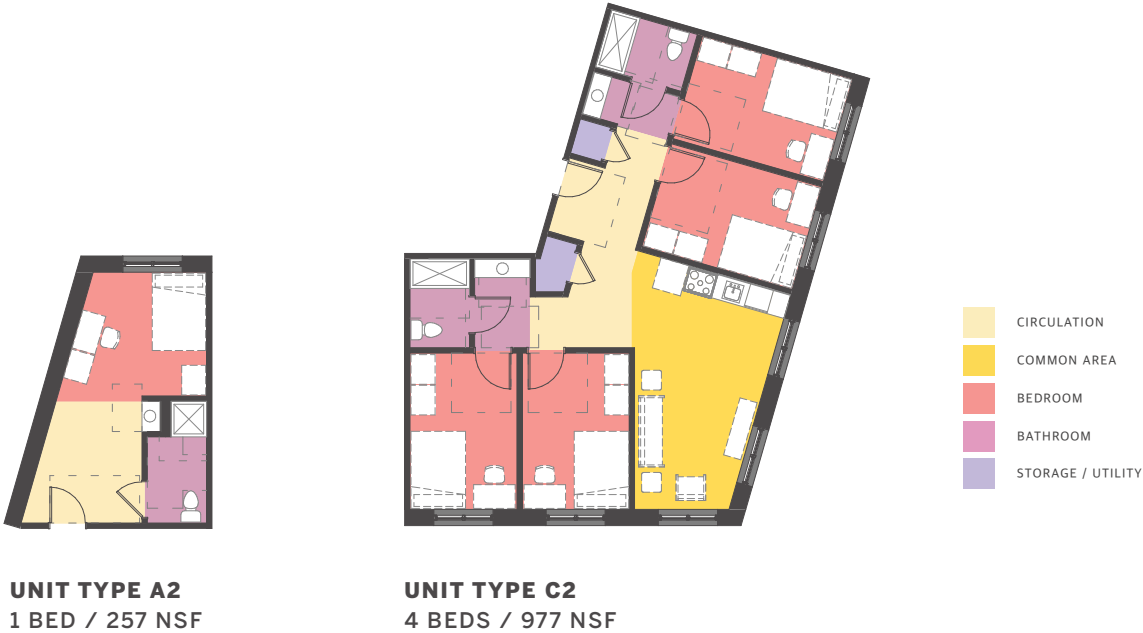 CIRCULATION
COMMON AREA
BEDROOM
BATHROOM
STORAGE / UTILITY
UNIT TYPE A2
1 BED / 257 NSF
UNIT TYPE C2
4 BEDS / 977 NSF